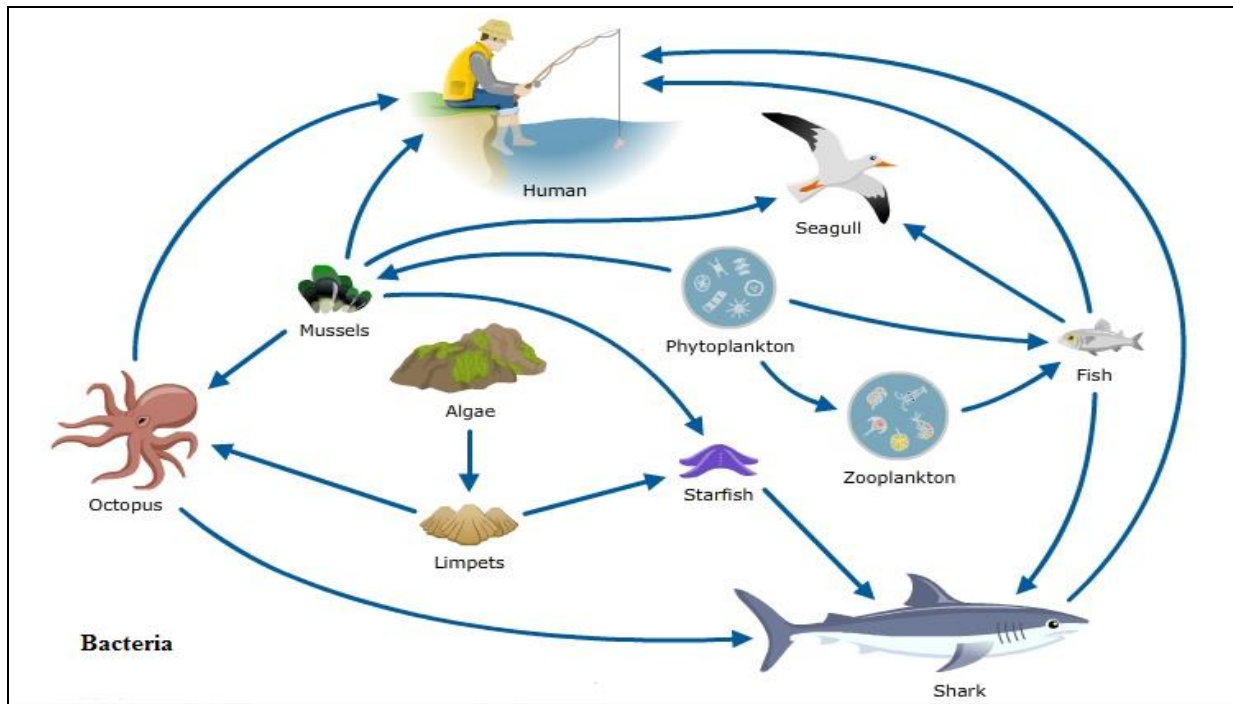 Human
Seagull
Mussels
Phytoplankton
Fish
Algae
Zooplankton
Starfish
Octopus
Limpets
Bacteria
Shark